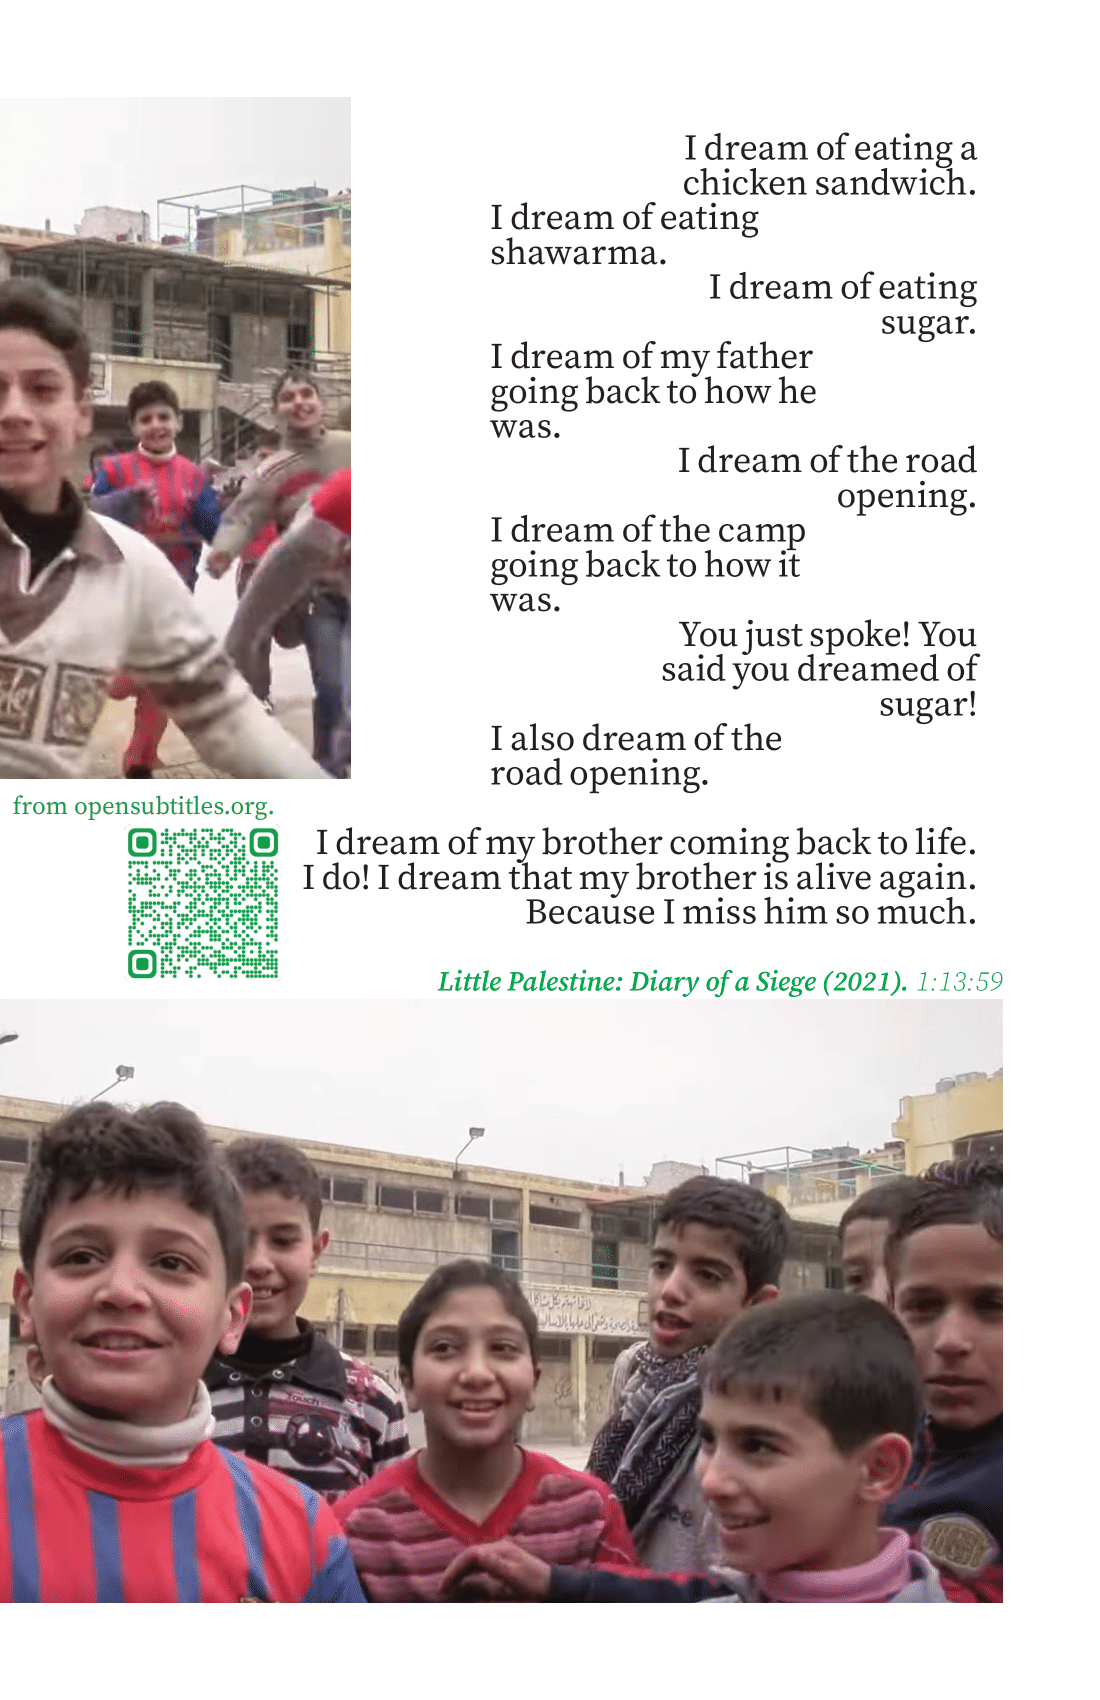 I dream of eating a
chicken sandwich.
I dream of eating
shawarma.
I dream of eating
sugar.
I dream of my father
going back to how he
was.
I dream of the road
opening.
I dream of the camp
going back to how it
was.
You just spoke! You
said you dreamed of
sugar!
I also dream of the
road opening.
from opensubtitles.org.
I dream of my brother coming back to life.
I do! I dream that my brother is alive again.
Because I miss him so much.
Little Palestine: Diary of a Siege (2021). 1:13:59
Touch